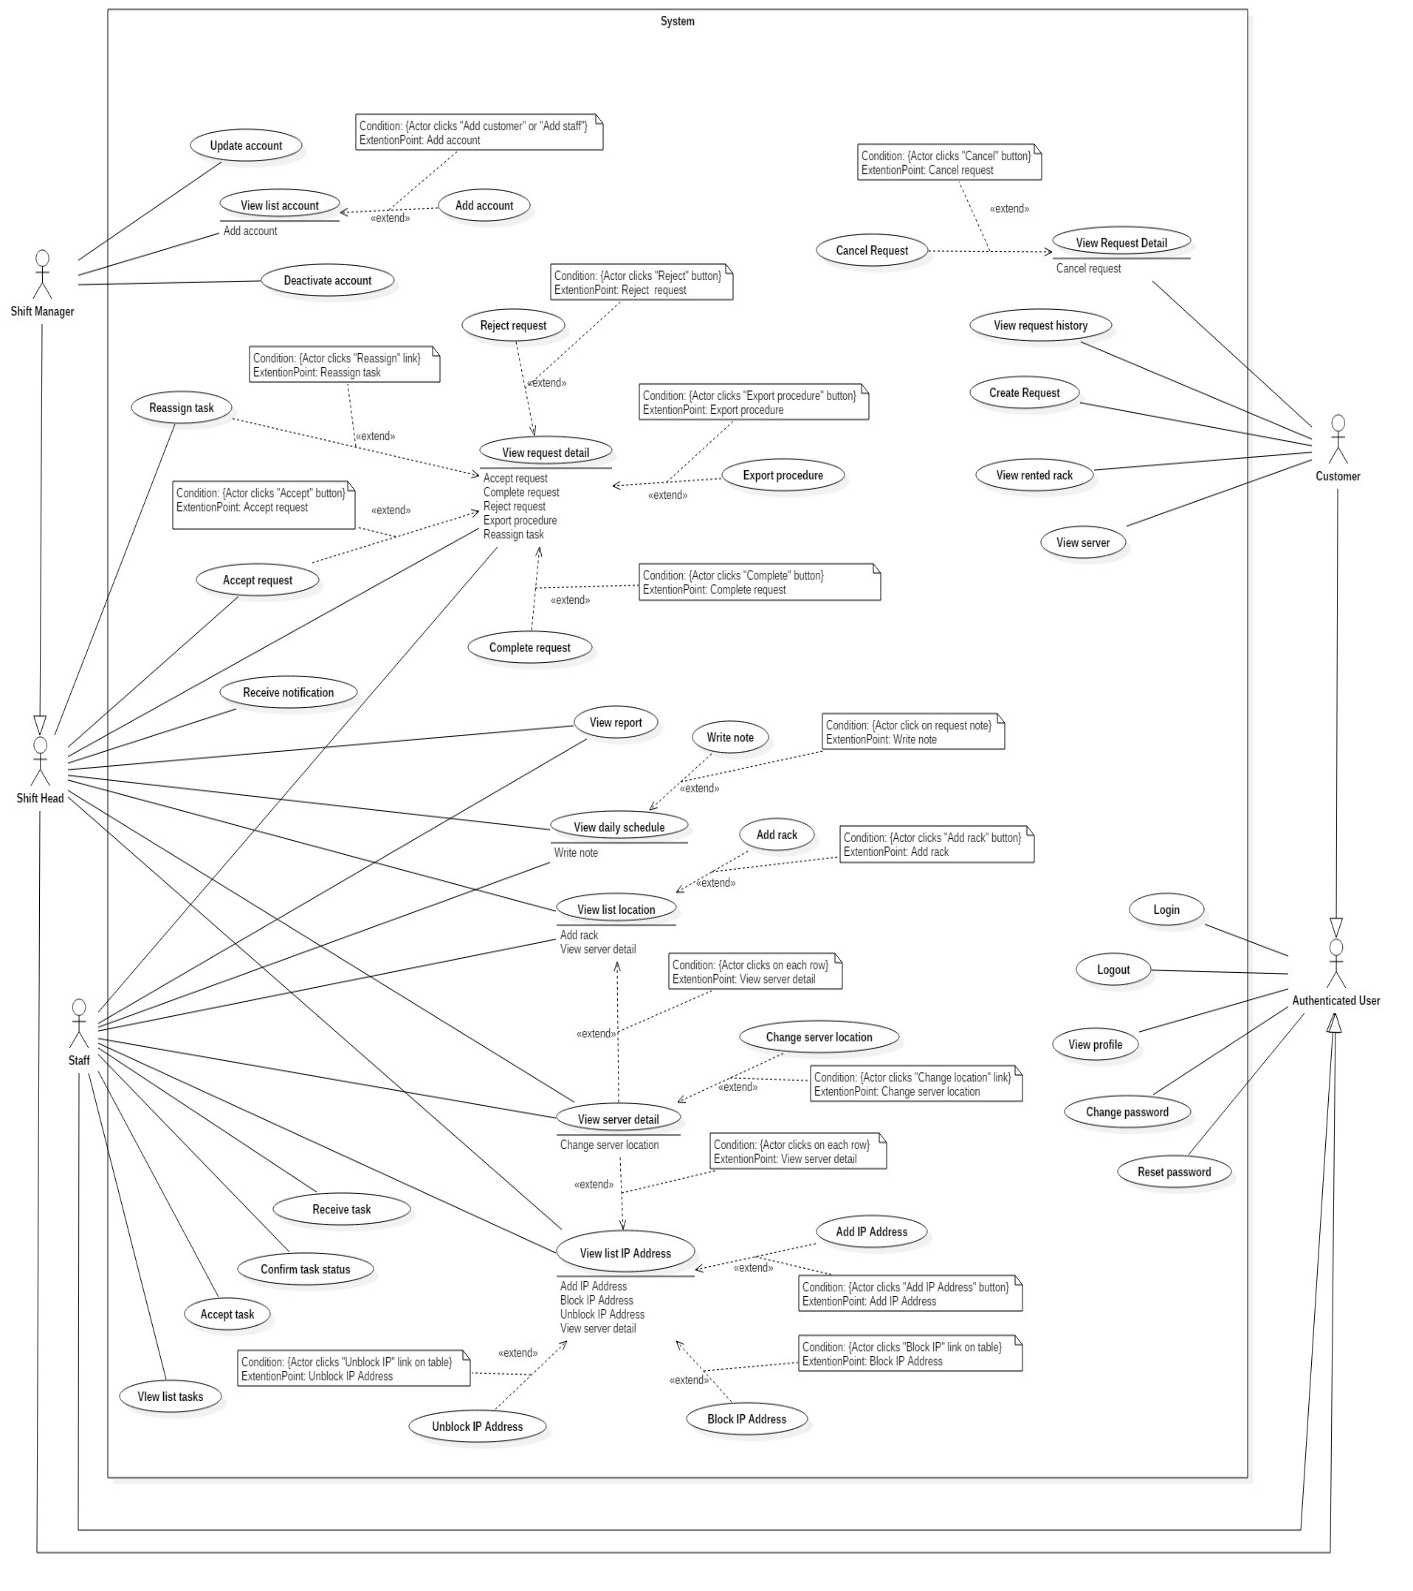 System
Condition: {Actor clicks "Add customer" or "Add staff"}
ExtentionPoint: Add account
Update account
View list account
Add account
«extend»
Add account
Deactivate account
Shift Manager
Condition: {Actor clicks "Cancel" button}
ExtentionPoint: Cancel request
«extend»
Cancel Request
View Request Detail
Cancel request
Condition: {Actor clicks "Reject" button}
ExtentionPoint: Reject  request
Reject request
«extend»
View request history
Condition: {Actor clicks "Reassign" link}
ExtentionPoint: Reassign task
Reassign task
«extend»
Condition: {Actor clicks "Export procedure" button}
ExtentionPoint: Export procedure
Create Request
View request detail
Accept request
Complete request
Reject request
Export procedure
Reassign task
Export procedure
«extend»
View rented rack
Customer
Condition: {Actor clicks "Accept" button}
ExtentionPoint: Accept request
«extend»
View server
Accept request
Condition: {Actor clicks "Complete" button}
ExtentionPoint: Complete request
«extend»
Complete request
Receive notification
View report
Write note
Condition: {Actor click on request note}
ExtentionPoint: Write note
«extend»
Shift Head
View daily schedule
Write note
Add rack
Condition: {Actor clicks "Add rack" button}
ExtentionPoint: Add rack
«extend»
View list location
Add rack
View server detail
Login
Condition: {Actor clicks on each row}
ExtentionPoint: View server detail
Logout
Authenticated User
«extend»
Change server location
View profile
Staff
Condition: {Actor clicks "Change location" link}
ExtentionPoint: Change server location
«extend»
Change password
View server detail
Change server location
Condition: {Actor clicks on each row}
ExtentionPoint: View server detail
«extend»
Reset password
Receive task
Add IP Address
View list IP Address
Add IP Address
Block IP Address
Unblock IP Address
View server detail
«extend»
Confirm task status
Condition: {Actor clicks "Add IP Address" button}
ExtentionPoint: Add IP Address
Accept task
Condition: {Actor clicks "Block IP" link on table}
ExtentionPoint: Block IP Address
«extend»
Condition: {Actor clicks "Unblock IP" link on table}
ExtentionPoint: Unblock IP Address
«extend»
VIew list tasks
Unblock IP Address
Block IP Address